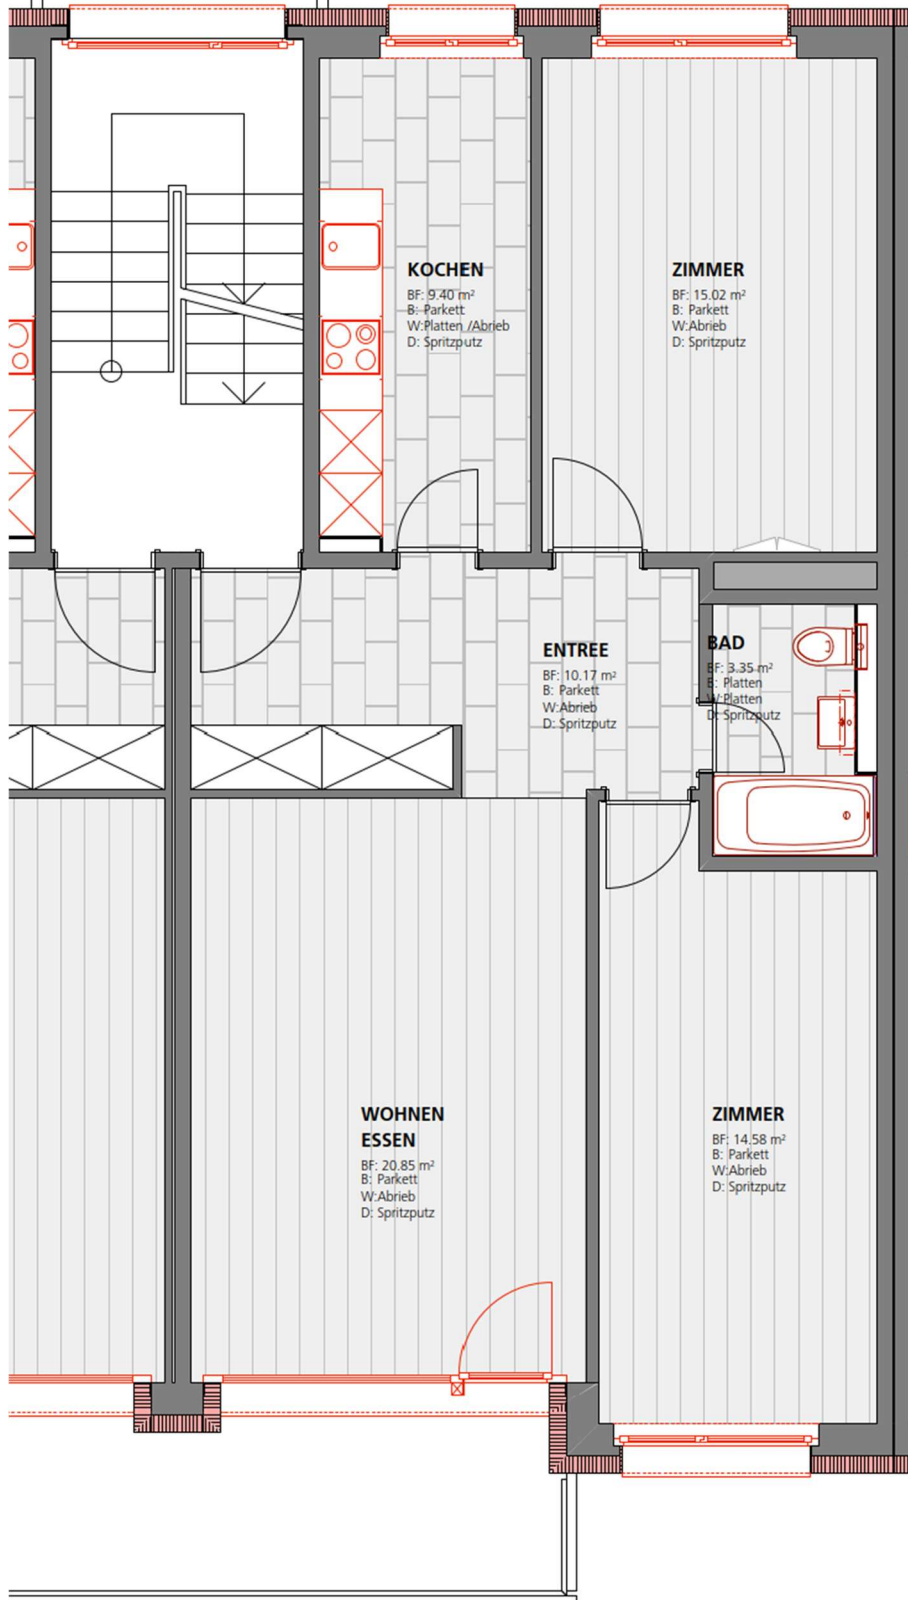 KOCHEN
BF: 9.40 m²
B: Parkett
W:Platten /Abrieb
D: Spritzputz
ZIMMER
BF: 15.02 m²
B: Parkett
W:Abrieb
D: Spritzputz
ENTREE
BF: 10.17 m²
B: Parkett
W:Abrieb
D: Spritzputz
BAD
BF: 3.35 m²
B: Platten
W:Platten
D: Spritzputz
WOHNEN
ESSEN
BF: 20.85 m²
B: Parkett
W:Abrieb
D: Spritzputz
ZIMMER
BF: 14.58 m²
B: Parkett
W:Abrieb
D: Spritzputz